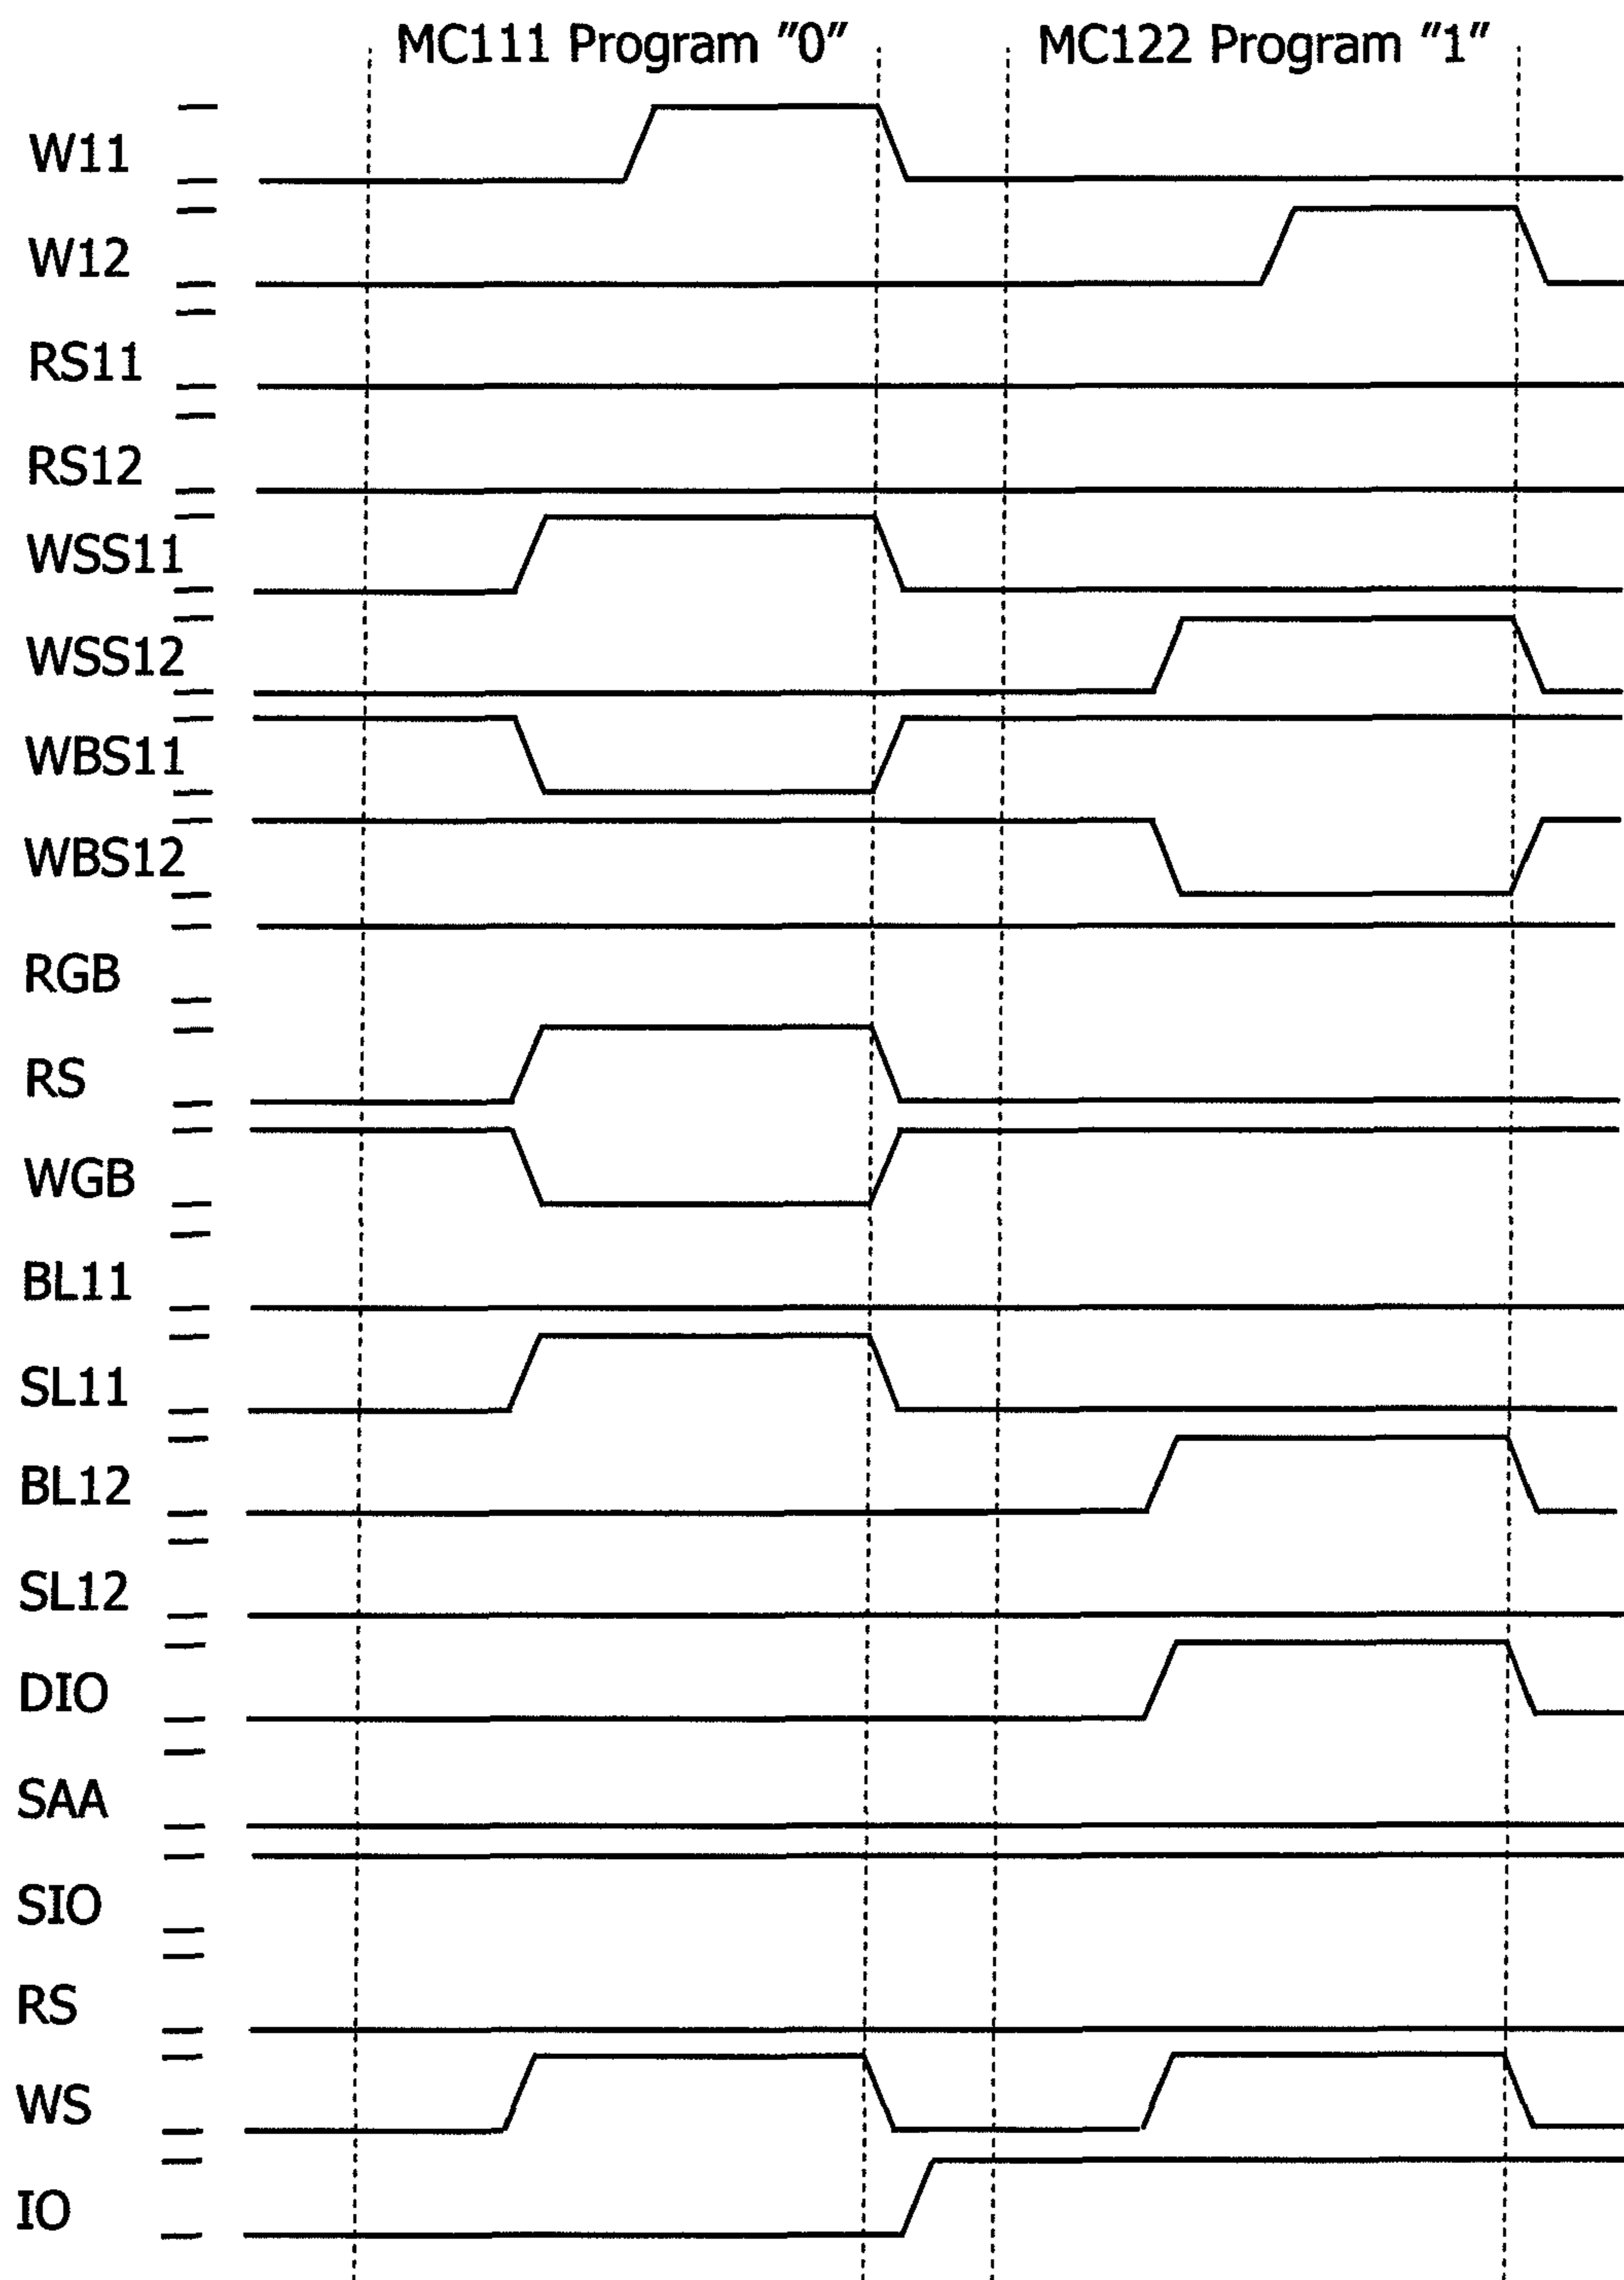 MC111 Program "0"
MC122 Program "1"
W11
W12
RS11
RS12
WSS11
WSS12
WBS11
WBS12
RGB
RS
WGB
BL11
SL11
BL12
SL12
DIO
SAA
SIO
RS
WS
IO